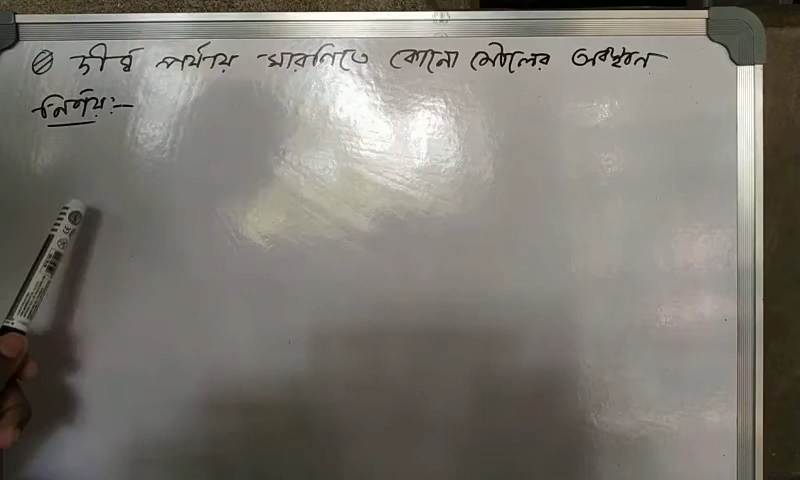 দীর্ঘ পর্যায় সারণিতে কোনো মৌলের অবস্থান
নির্ণয়ঃ-